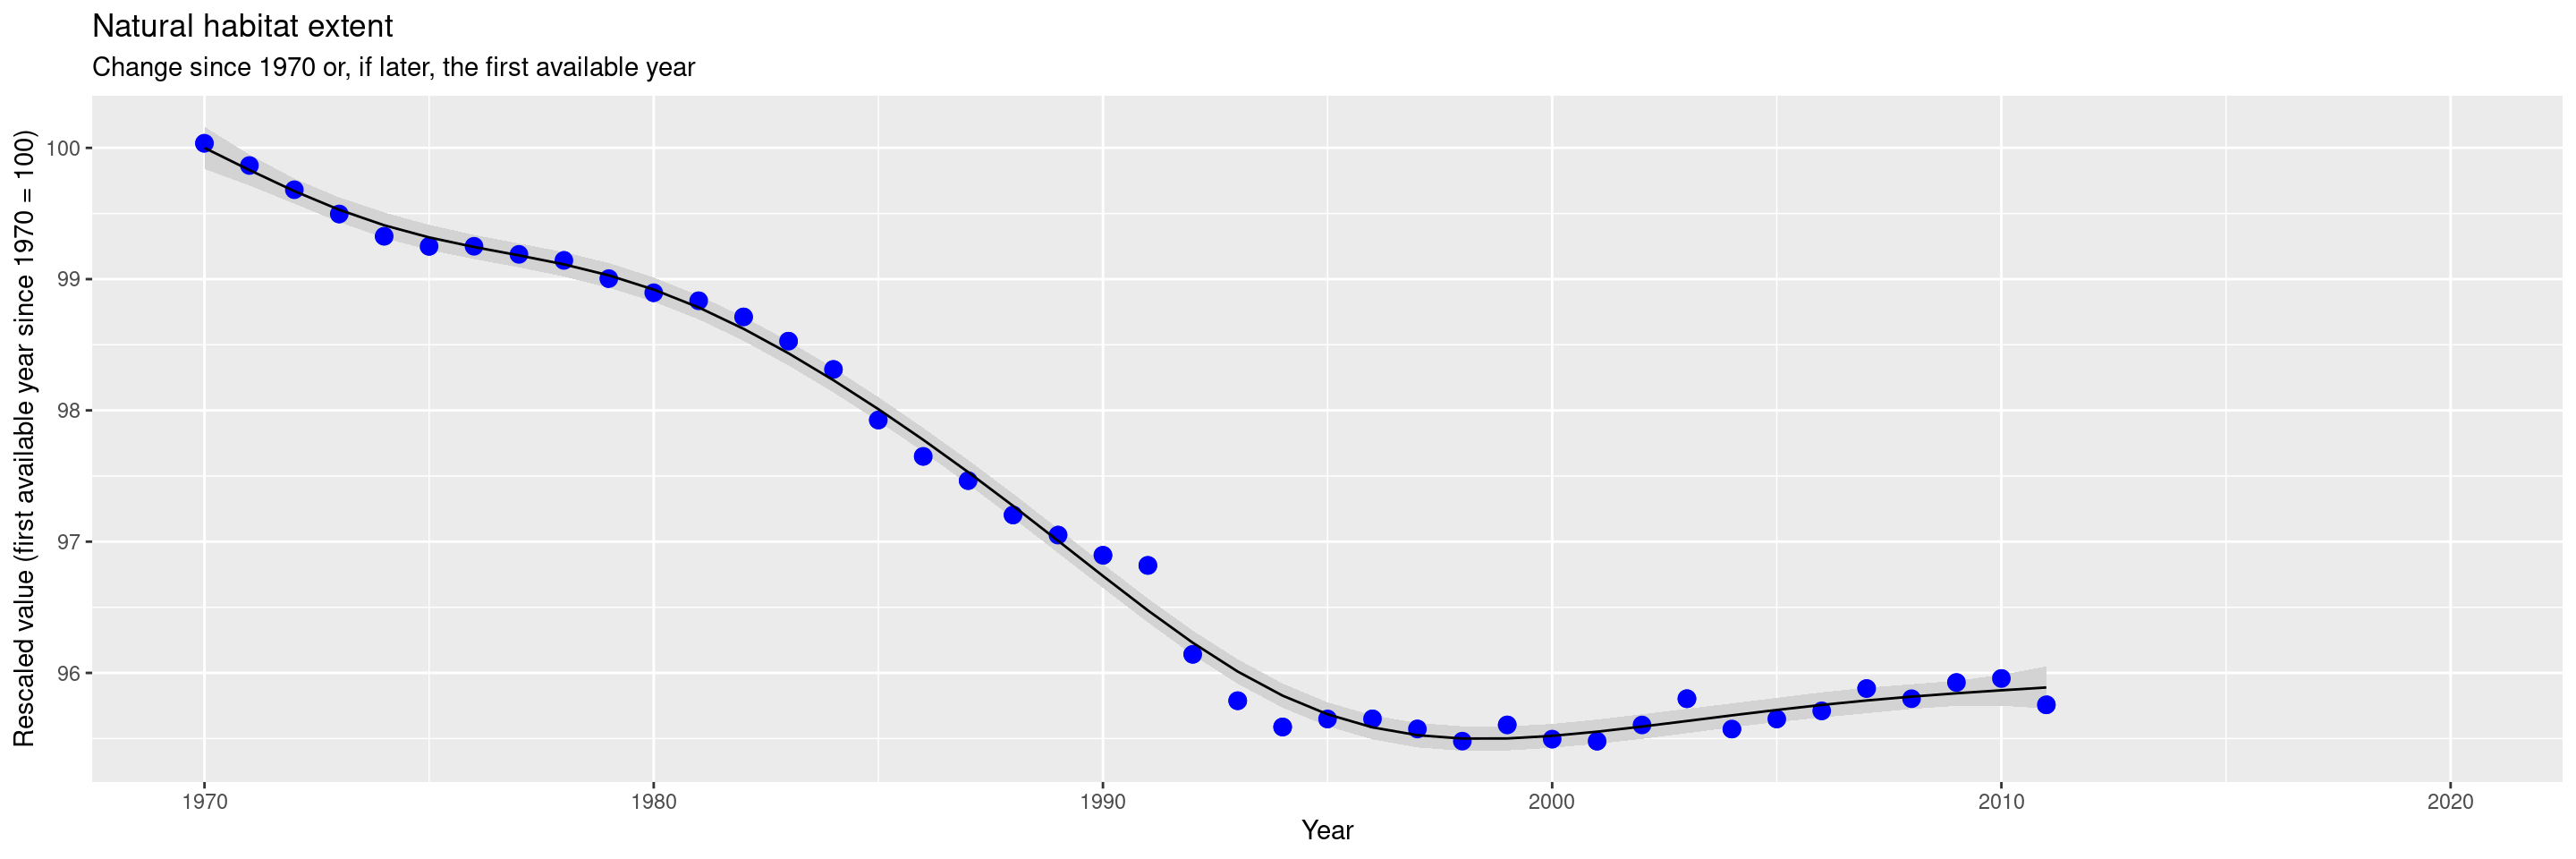 Natural habitat extent
Change since 1970 or, if later, the first available year
Rescaled value (first available year since 1970 = 100)
100
99
98
97
96
1970 1980 1990 2000 2010 2020
Year